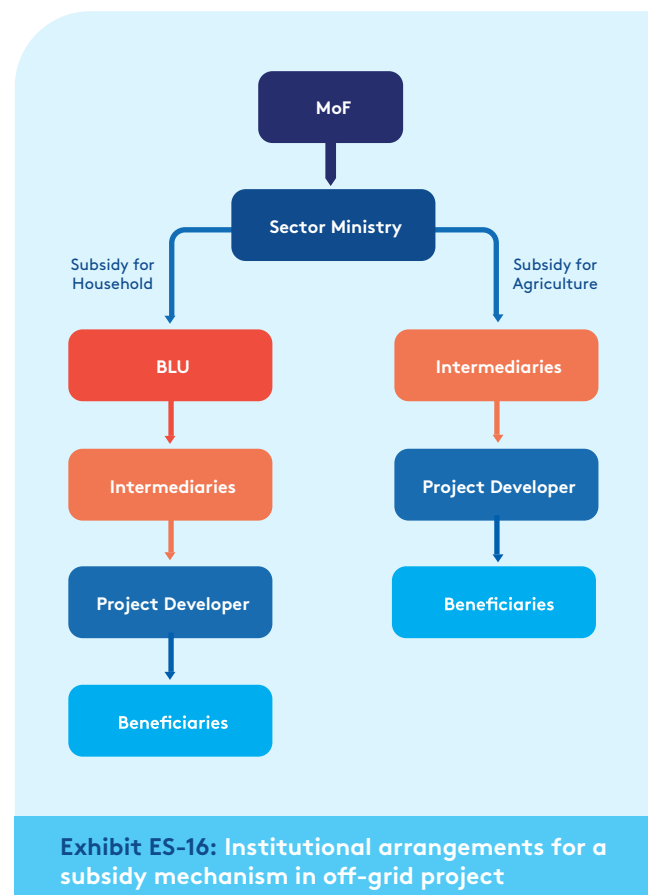 MoF
Sector Ministry
Subsidy for
Household
Subsidy for
Agriculture
BLU
Intermediaries
Project Developer
Beneficiaries
Intermediaries
Project Developer
Beneficiaries
Exhibit ES-16: Institutional arrangements for a
subsidy mechanism in off-grid project